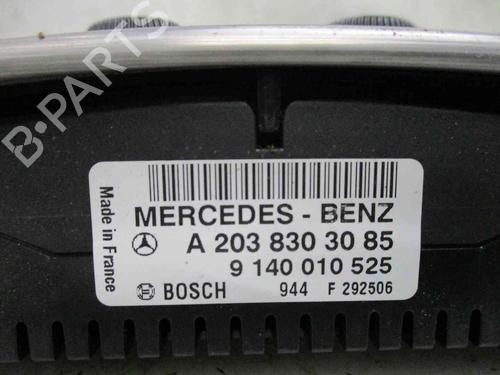 B-PARTS
MERCEDES - BENZ
A 203 830 30 85
9 140 010 525
BOSCH 944 F 292506
Made in France